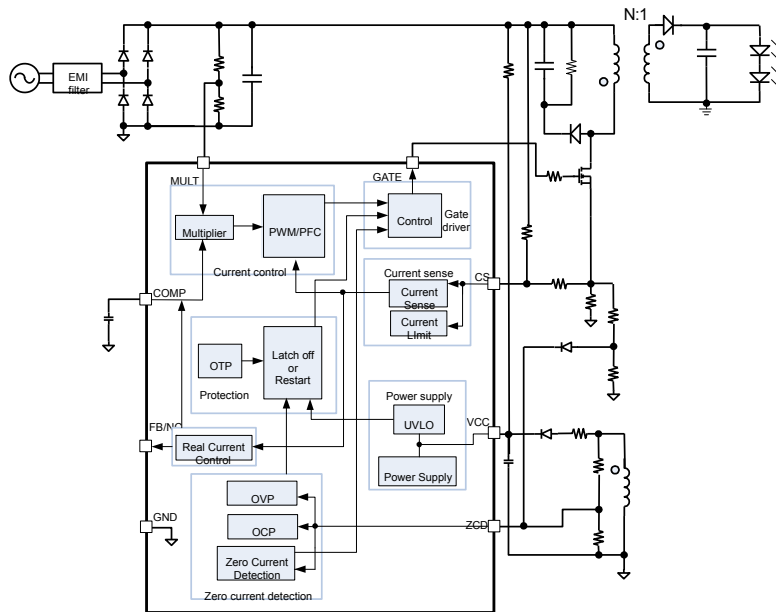 N:1
EMI
filter
MULT
GATE
Multiplier
PWM/PFC
Control
Gate
driver
Current control
Current sense
CS
Current
Sense
Current
LImit
COMP
OTP
Latch off
or
Restart
Protection
Power supply
UVLO
VCC
Power Supply
FB/NC
Real Current
Control
OVP
GND
OCP
ZCD
Zero Current
Detection
Zero current detection